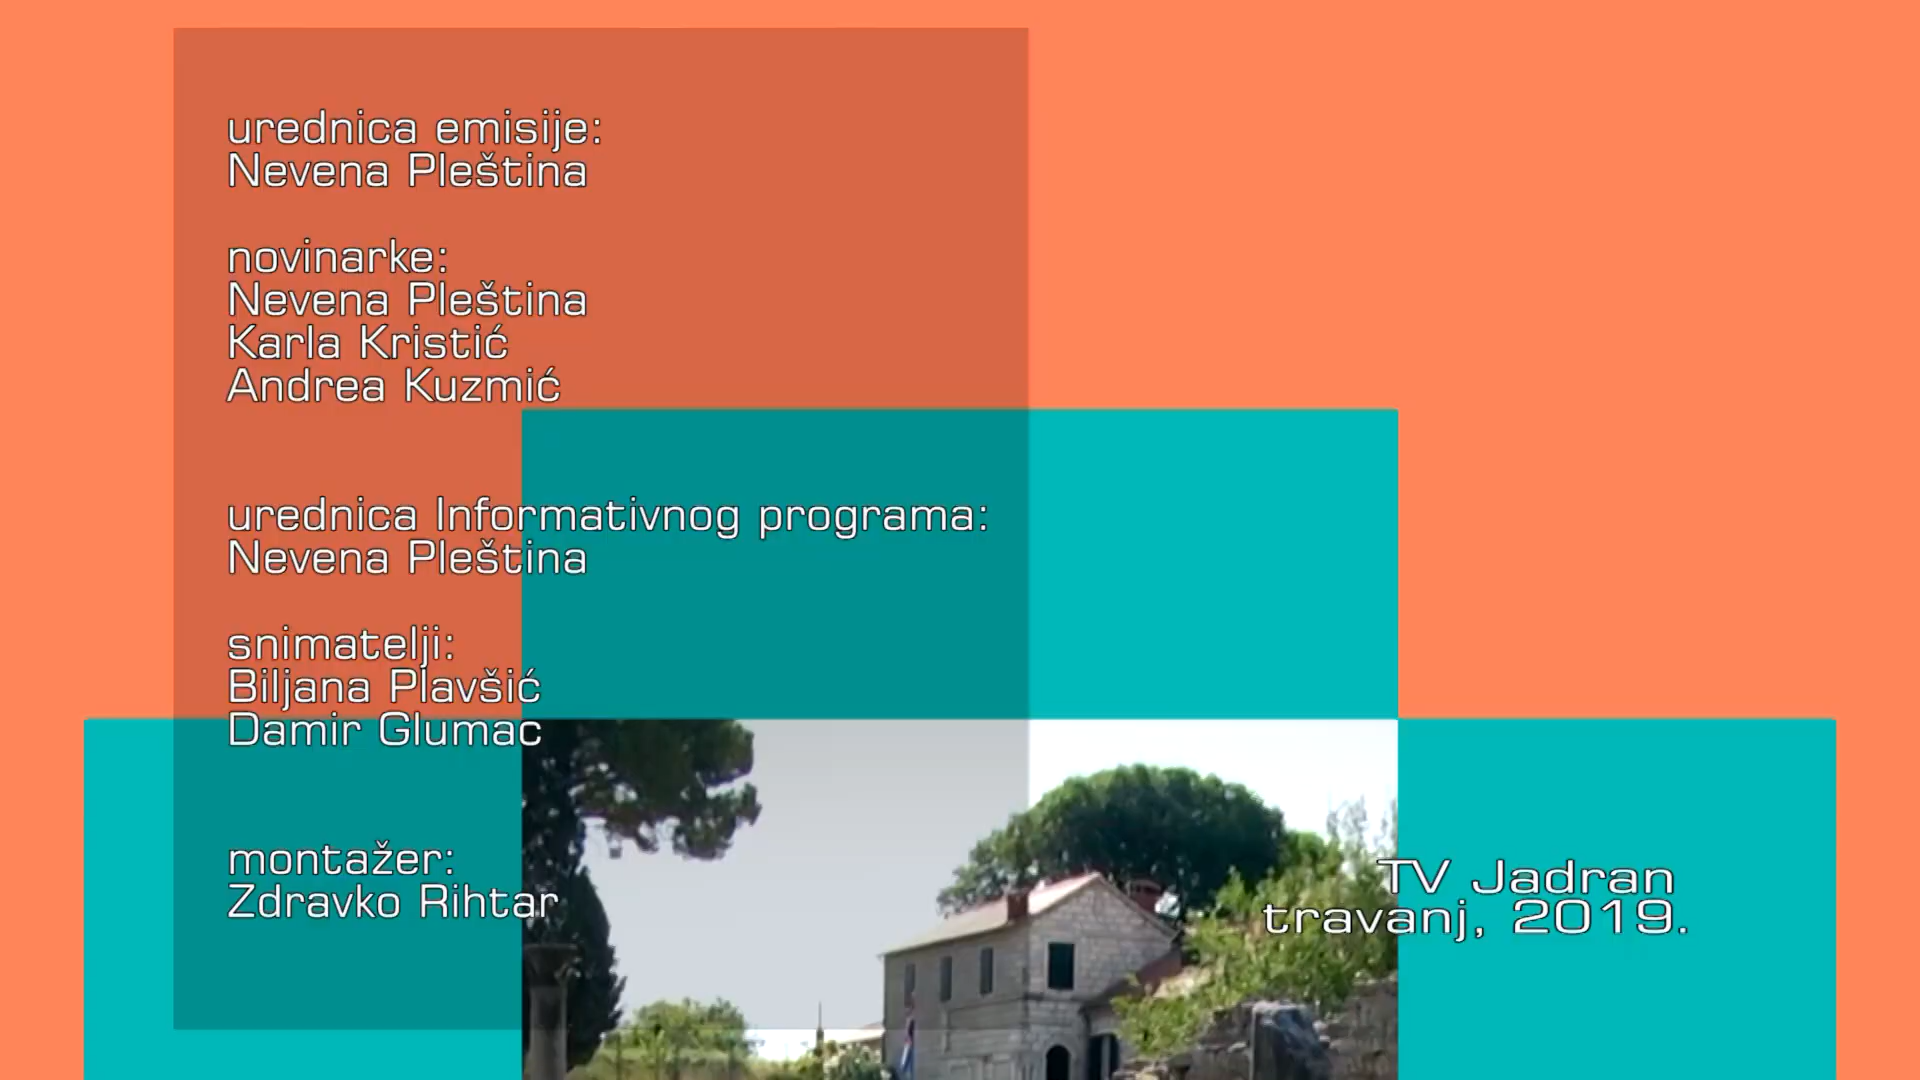 urednica emisije:
Nevena Pleština
novinarke:
Nevena Pleština
Karla Kristić
Andrea Kuzmić
urednica Informativnog programa:
Nevena Pleština
snimatelji:
Biljana Plavšić
Damir Glumac
montažer:
Zdravko Rihtar
TV Jadran
travanj, 2019.